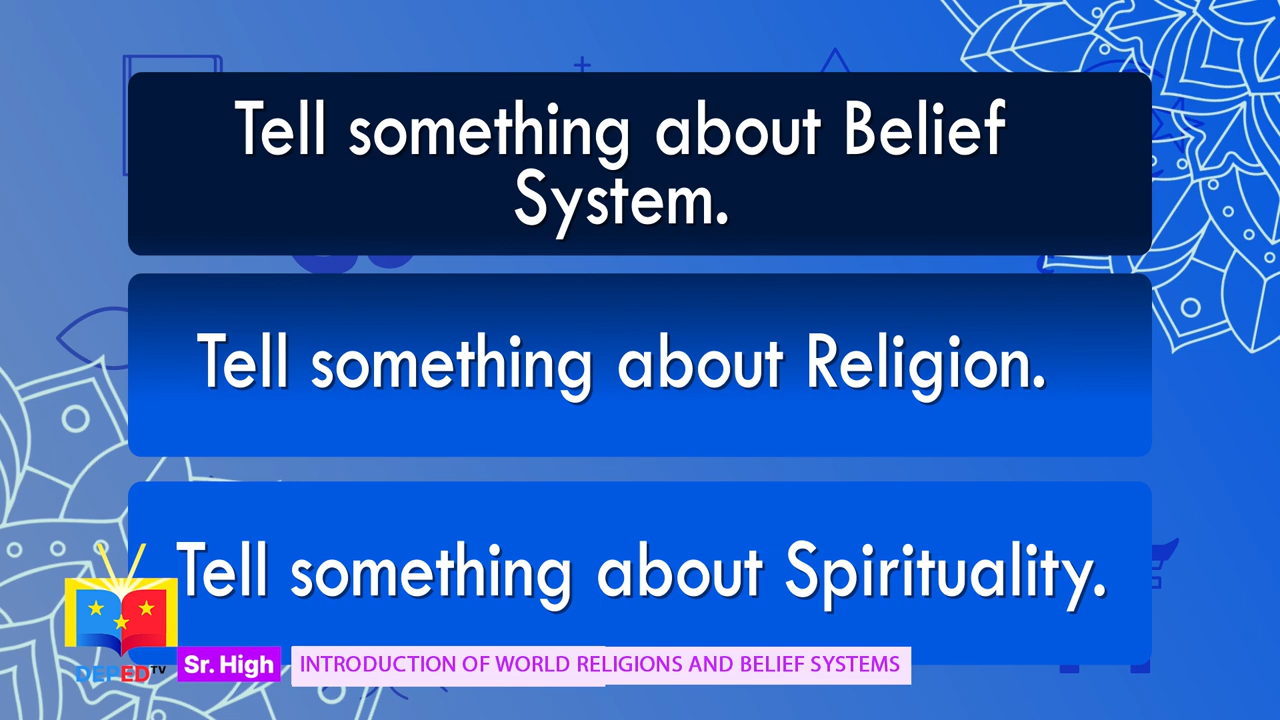 Tell something about Belief
System.
Tell something about Religion.
Tell something about Spirituality.
DEPED TV
Sr. High
INTRODUCTION OF WORLD RELIGIONS AND BELIEF SYSTEMS